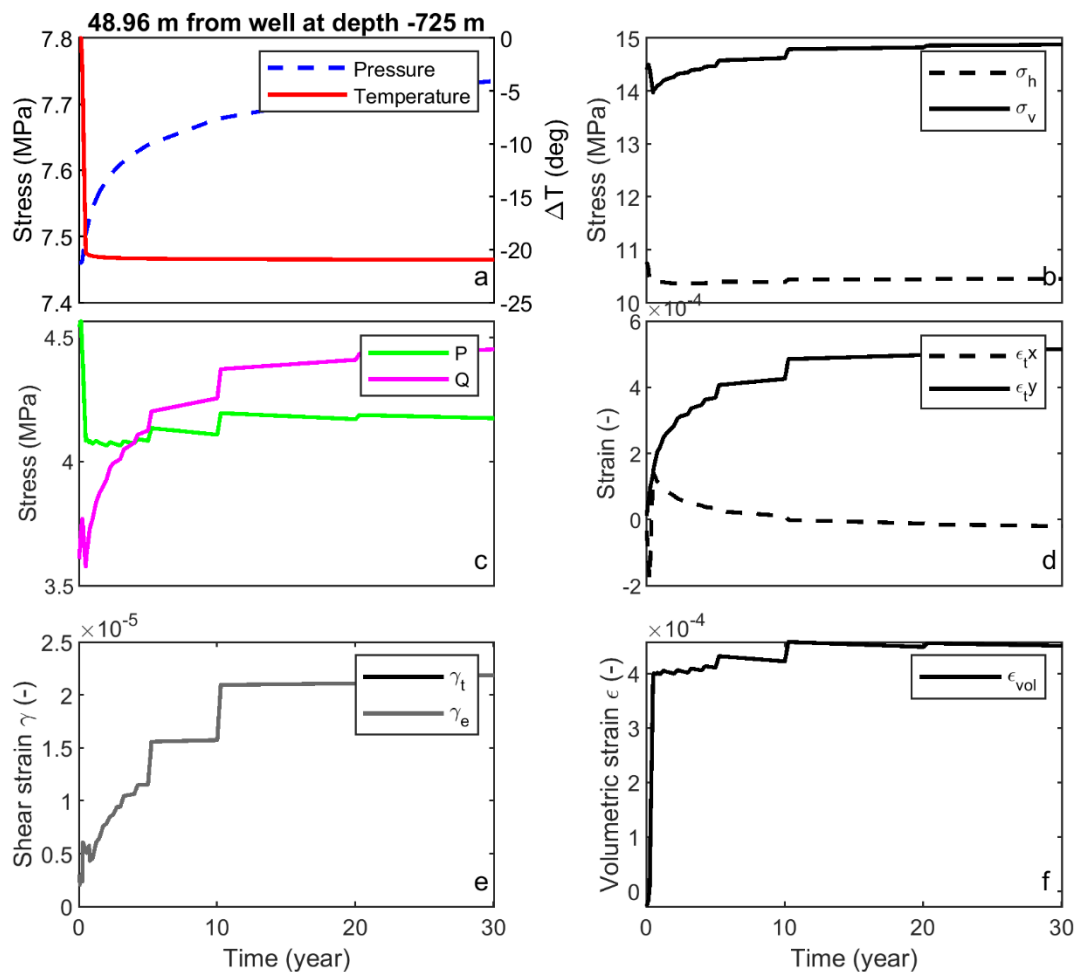 48.96 m from well at depth -725 m
7.8
7.7
7.6
7.5
7.4
Stress (MPa)
0
-5
-10
-15
-20
-25
ΔT (deg)
Pressure
Temperature
a
15
14
13
12
11
10
Stress (MPa)
σh
σv
b
4.5
4
3.5
Stress (MPa)
P
Q
c
×10-4
6
4
2
0
-2
Strain (-)
ϵtx
ϵty
d
×10-5
2.5
2
1.5
1
0.5
0
Shear strain γ (-)
γt
γe
e
0 10 20 30
Time (year)
×10-4
4
4
2
0
Volumetric strain ϵ (-)
ϵvol
f
0 10 20 30
Time (year)